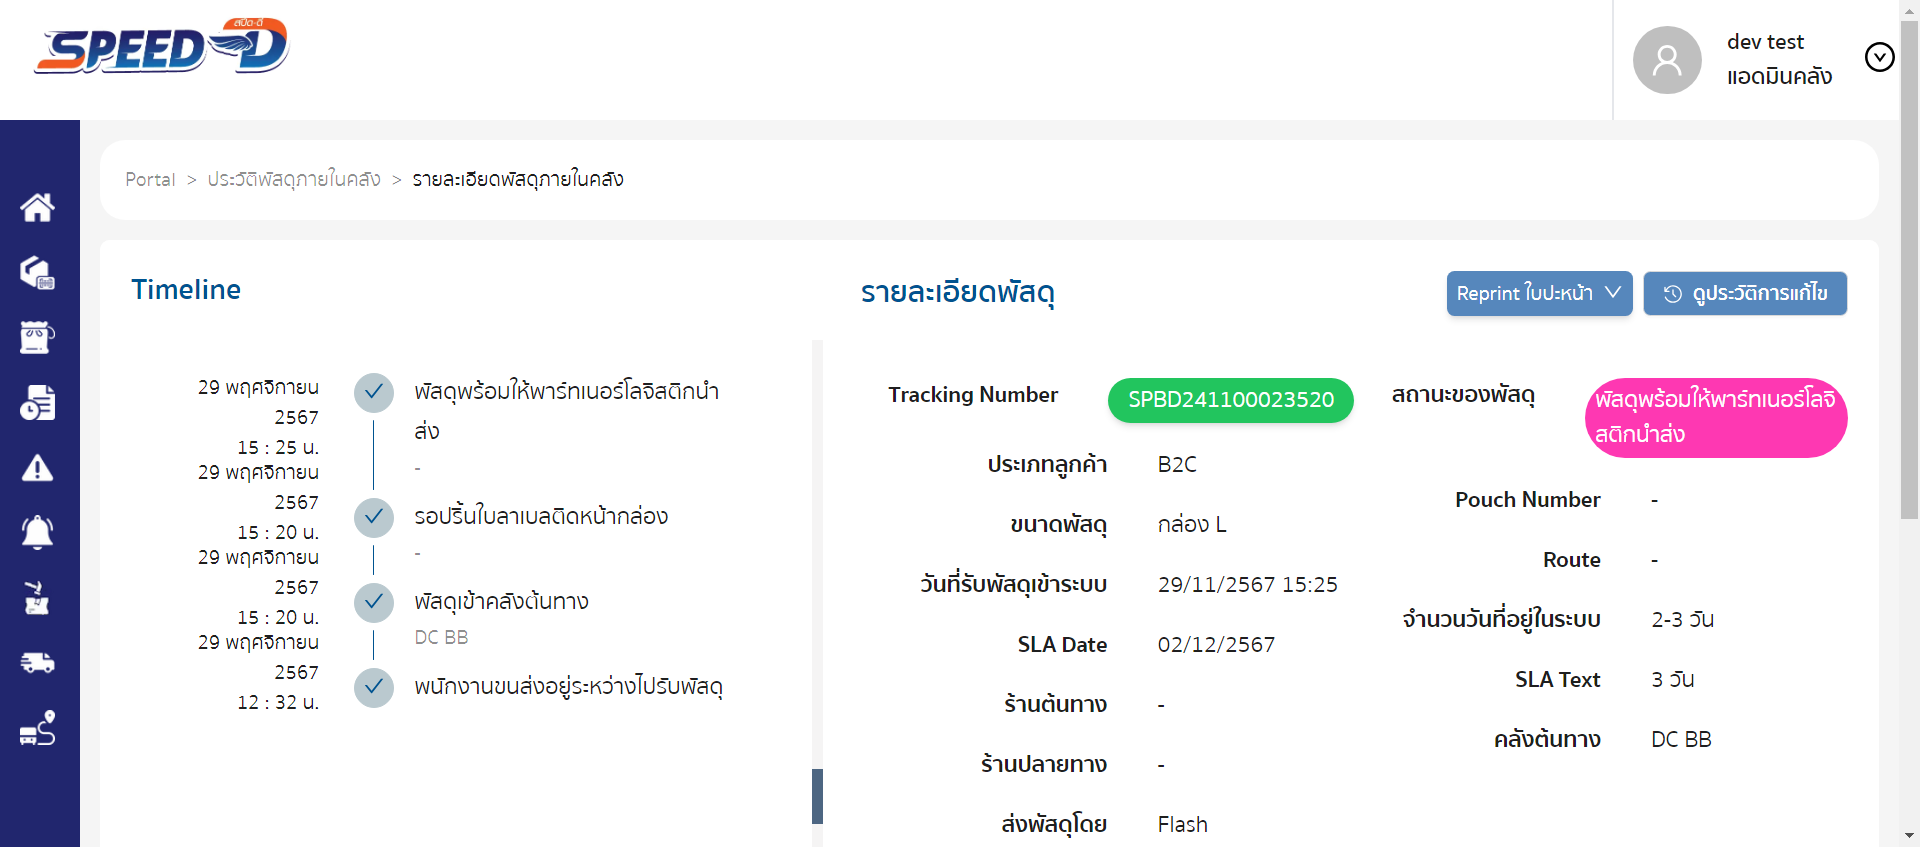 สปีด-ดี
SPEED-D
dev test
แอดมินคลัง
Portal > ประวัติพัสดุภายในคลัง > รายละเอียดพัสดุภายในคลัง
Timeline
29 พฤศจิกายน
2567
15 : 25 น.
พัสดุพร้อมให้พาร์ทเนอร์โลจิสติกนำ
ส่ง
-
29 พฤศจิกายน
2567
15 : 20 น.
รอปริ้นใบลาเบลติดหน้ากล่อง
-
29 พฤศจิกายน
2567
15 : 20 น.
พัสดุเข้าคลังต้นทาง
DC BB
29 พฤศจิกายน
2567
12 : 32 น.
พนักงานขนส่งอยู่ระหว่างไปรับพัสดุ
รายละเอียดพัสดุ
Reprint ใบปะหน้า
ดูประวัติการแก้ไข
Tracking Number SPBD241100023520
ประเภทลูกค้า B2C
ขนาดพัสดุ กล่อง L
วันที่รับพัสดุเข้าระบบ 29/11/2567 15:25
SLA Date 02/12/2567
ร้านต้นทาง -
ร้านปลายทาง -
ส่งพัสดุโดย Flash
สถานะของพัสดุ พัสดุพร้อมให้พาร์ทเนอร์โลจิ
สติกนำส่ง
Pouch Number -
Route -
จำนวนวันที่อยู่ในระบบ 2-3 วัน
SLA Text 3 วัน
คลังต้นทาง DC BB